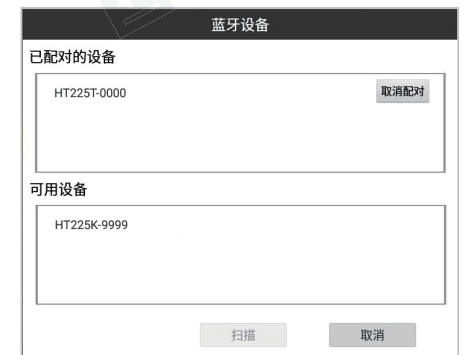 蓝牙设备
已配对的设备
HT225T-0000 取消配对
可用设备
HT225K-9999
扫描 取消